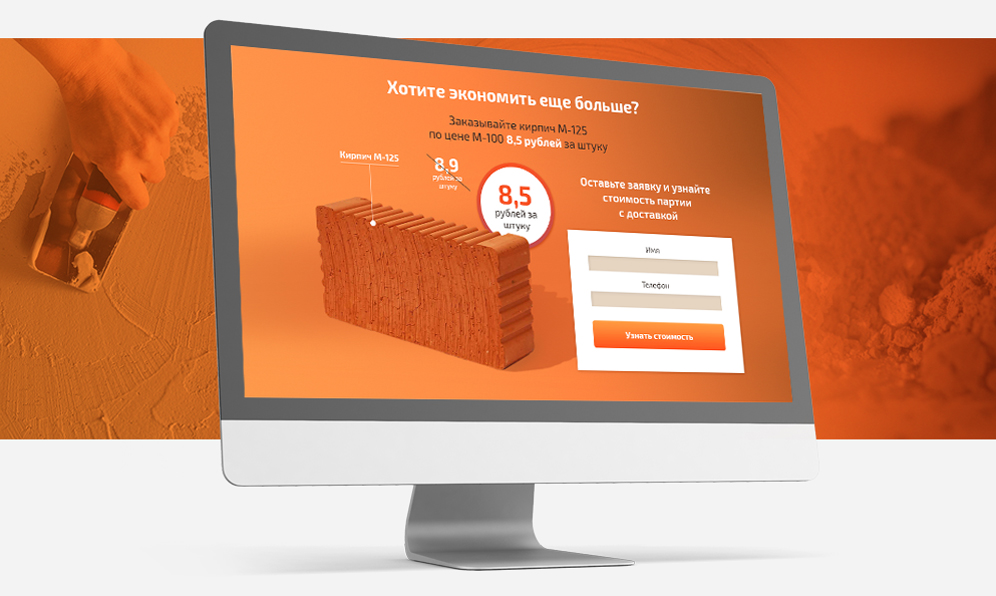 Хотите экономить еще больше?
Заказывайте кирпич М-125
по цене М-100 8,5 рублей за штуку
Кирпич М-125
8,9
рублей за
штуку
8,5
рублей за
штуку
Оставьте заявку и узнайте
стоимость партии
с доставкой
Имя
Телефон
Узнать стоимость